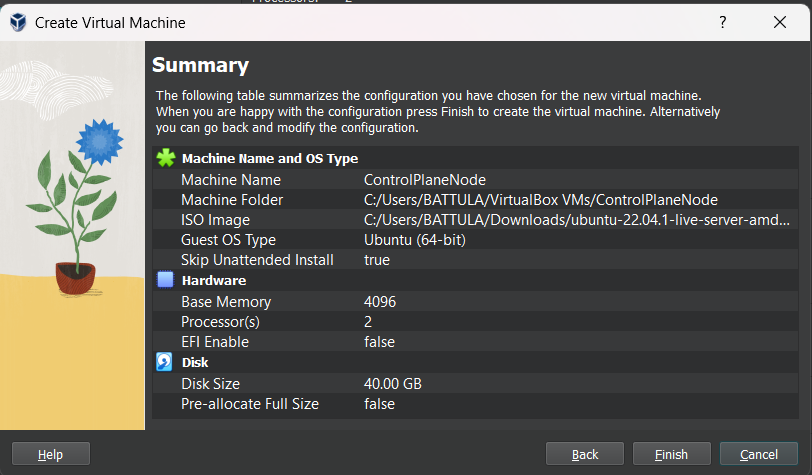 Create Virtual Machine
?
Summary
The following table summarizes the configuration you have chosen for the new virtual machine.
When you are happy with the configuration press Finish to create the virtual machine. Alternatively
you can go back and modify the configuration.
Machine Name and OS Type
Machine Name ControlPlaneNode
Machine Folder C:/Users/BATTULA/VirtualBox VMs/ControlPlaneNode
ISO Image C:/Users/BATTULA/Downloads/ubuntu-22.04.1-live-server-amd...
Guest OS Type Ubuntu (64-bit)
Skip Unattended Install true
Hardware
Base Memory 4096
Processor(s) 2
EFI Enable false
Disk
Disk Size 40.00 GB
Pre-allocate Full Size false
Help Back Finish Cancel